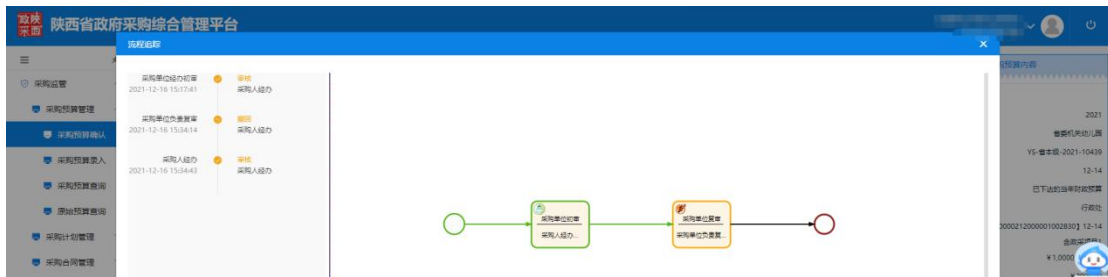 政陕
采西
陕西省政府采购综合管理平台
流程追踪
采购监管
采购预算管理
采购预算确认
采购预算录入
采购预算查询
原始预算查询
采购计划管理
采购合同管理
采购单位经办初审
审核
2021-12-16 15:17:41
采购人经办
采购单位负责复审
撤回
2021-12-16 15:34:14
采购人经办
采购人经办
审核
2021-12-16 15:34:43
采购人经办
采购单位初审
采购人经办...
采购单位复审
采购单位负责复...
预算内容
2021
省委机关幼儿园
YS-省本级-2021-10439
12-14
已下达的当年财政预算
行政处
00002120000001002830】12-14
¥1,0000